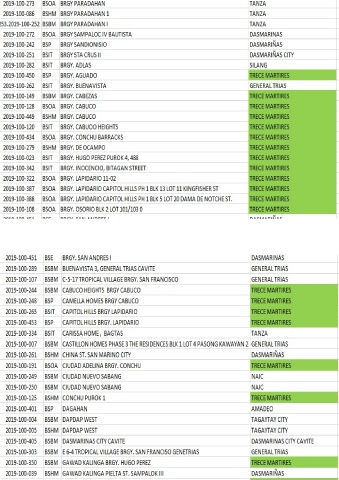 2019-100-273 BSOA BRGY PARADAHAN TANZA
2019-100-086 BSHM BRGY PARADAHAN 1 TANZA
2019-100-252 BSBM BRGY PARADAHAN I TANZA
2019-100-272 BSOA BRGY SAMPALOC IV BAUTISTA DASMARINAS
2019-100-242 BSP BRGY SANDIONISIO DASMARIÑAS
2019-100-251 BSIT BRGY STA CRUS II DASMARIÑAS CITY
2019-100-282 BSIT BRGY. ADLAS SILANG
2019-100-450 BSP BRGY. AGUADO TRECE MARTIRES
2019-100-262 BSIT BRGY. BUENAVISTA GENERAL TRIAS
2019-100-149 BSBM BRGY. CABEZAS TRECE MARTIRES
2019-100-128 BSOA BRGY. CABUCO TRECE MARTIRES
2019-100-449 BSHM BRGY. CABUCO TRECE MARTIRES
2019-100-120 BSIT BRGY. CABUCO HEIGHTS TRECE MARTIRES
2019-100-434 BSOA BRGY. CONCHU BARRACKS TRECE MARTIRES
2019-100-279 BSHM BRGY. DE OCAMPO TRECE MARTIRES
2019-100-023 BSIT BRGY. HUGO PEREZ PUROK 4, 488 TRECE MARTIRES
2019-100-342 BSIT BRGY. INOCENCIO, BITAGAN STREET TRECE MARTIRES
2019-100-322 BSOA BRGY. LAPIDARIO 11-02 TRECE MARTIRES
2019-100-387 BSOA BRGY. LAPIDARIO CAPITOL HILLS PH 1 BLK 13 LOT 11 KINGFISHER ST TRECE MARTIRES
2019-100-388 BSOA BRGY. LAPIDARIO CAPITOL HILLS PH 1 BLK 5 LOT 20 DAMA DE NOTCHE ST. TRECE MARTIRES
2019-100-108 BSOA BRGY. OSORIO BLK 2 LOT 101/103 0 TRECE MARTIRES
2019-100-451 BSE BRGY. SAN ANDRES I DASMARINAS
2019-100-289 BSBM BUENAVISTA 3, GENERAL TRIAS CAVITE GENERAL TRIAS
2019-100-107 BSBM C-5-17 TROPICAL VILLAGE BRGY. SAN FRANCISCO GENERAL TRIAS
2019-100-344 BSBM CABUCO HEIGHTS BRGY CABUCO TRECE MARTIRES
2019-100-248 BSP CAMELLA HOMES BRGY CABUCO TRECE MARTIRES
2019-100-265 BSIT CAPITOL HILLS BRGY LAPIDARIO TRECE MARTIRES
2019-100-453 BSP CAPITOL HILLS BRGY. LAPIDARIO TRECE MARTIRES
2019-100-334 BSIT CARISSA HOME, BAGTAS TANZA
2019-100-007 BSBM CASTILLON HOMES PHASE 3 THE RESIDENCES BLK 1 LOT 4 PASONG KAWAYAN 2 GENERAL TRIAS
2019-100-261 BSHM CHINA ST. SAN MARINO CITY DASMARIÑAS
2019-100-191 BSOA CIUDAD ADELINA BRGY. CONCHU TRECE MARTIRES
2019-100-249 BSBM CIUDAD NUEVO SABANG NAIC
2019-100-250 BSBM CIUDAD NUEVO SABANG NAIC
2019-100-125 BSHM CONCHU PUROK 1 TRECE MARTIRES
2019-100-401 BSP DAGAHAN AMADEO
2019-100-004 BSBM DAPDAP WEST TAGAYTAY CITY
2019-100-005 BSHM DAPDAP WEST TAGAYTAY CITY
2019-100-405 BSBM DASMARINAS CITY CAVITE DASMARINAS CITY CAVITE
2019-100-303 BSBM E 6-4 TROPICAL VILLAGE BRGY. SAN FRANCISO GENETRIAS GENERAL TRIAS
2019-100-350 BSBM GAWAD KALINGA BRGY. HUGO PEREZ TRECE MARTIRES
2019-100-039 BSHM GAWAD KALINGA PIELTA ST. SAMPALOK III DASMARIÑAS